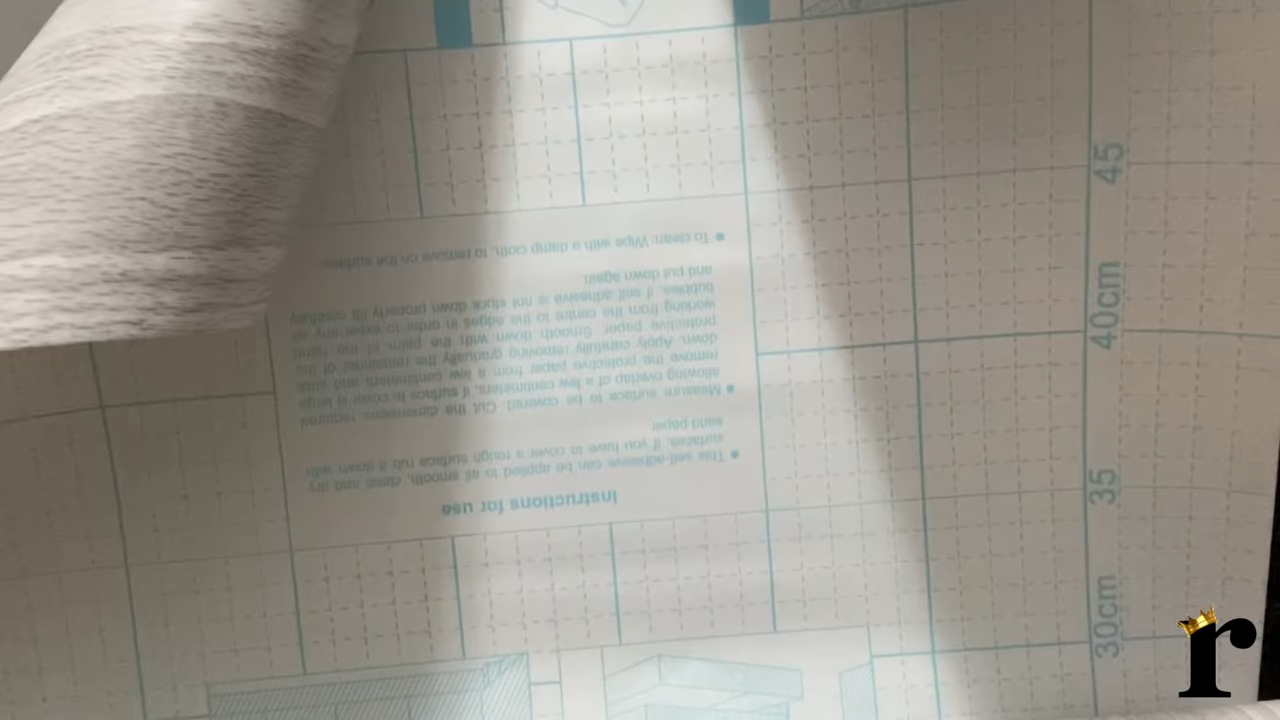 Instructions for use
• This self-adhesive can be applied to all smooth, clean and dry
surfaces; if you have to cover a rough surface rub it down with
sand paper.
• Measure surface to be covered. Cut the dimensions required
allowing overlap of a few centimeters, if surface to cover is large
remove the protective paper from a few centimeters and stick
down. Apply carefully removing gradually the remainder of the
protective paper. Smooth down with the palm of the hand
working from the centre to the edges in order to expel any air
bubbles, if self adhesive is not stuck down properly lift carefully
and put down again.
• To clean: Wipe with a damp cloth, to remove on the surface.
45
40cm
35
30cm
r